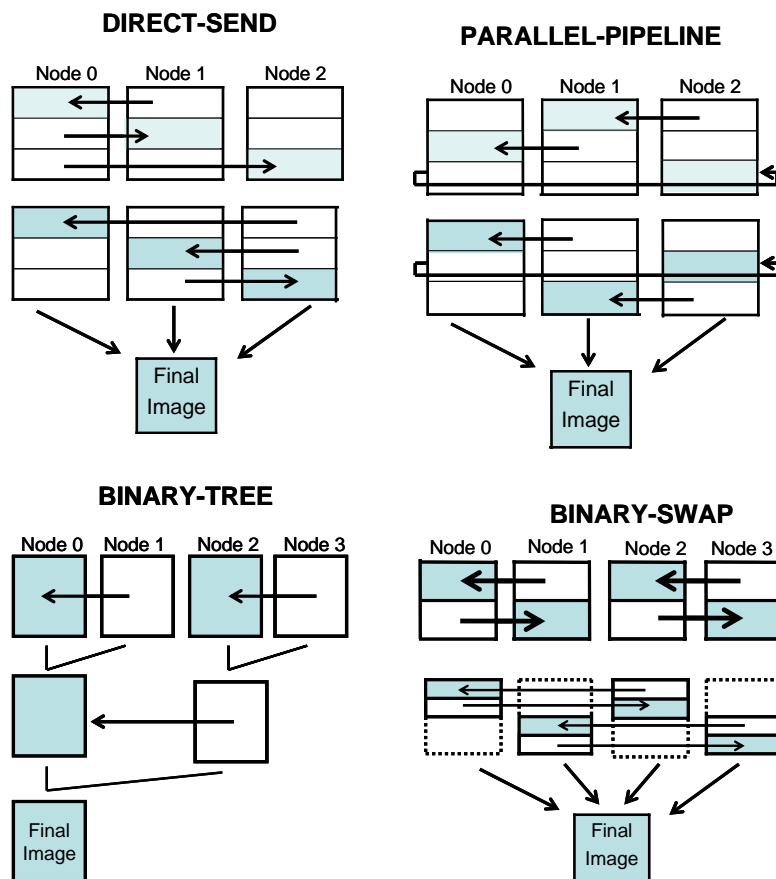 DIRECT-SEND
Node 0 Node 1 Node 2
Final
Image
PARALLEL-PIPELINE
Node 0 Node 1 Node 2
Final
Image
BINARY-TREE
Node 0 Node 1 Node 2 Node 3
Final
Image
BINARY-SWAP
Node 0 Node 1 Node 2 Node 3
Final
Image